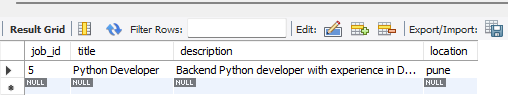 Result Grid Filter Rows: Edit: Export/Import:
job_id title description location
5 Python Developer Backend Python developer with experience in D... pune
NULL NULL NULL NULL